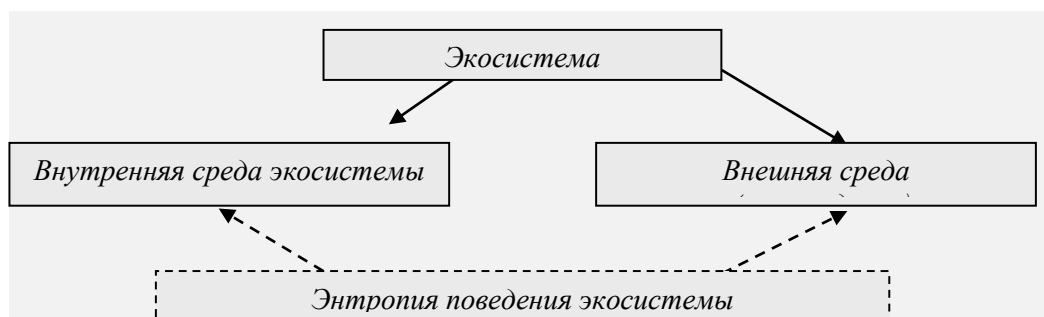 Экосистема
Внутренняя среда экосистемы
Внешняя среда
Энтропия поведения экосистемы